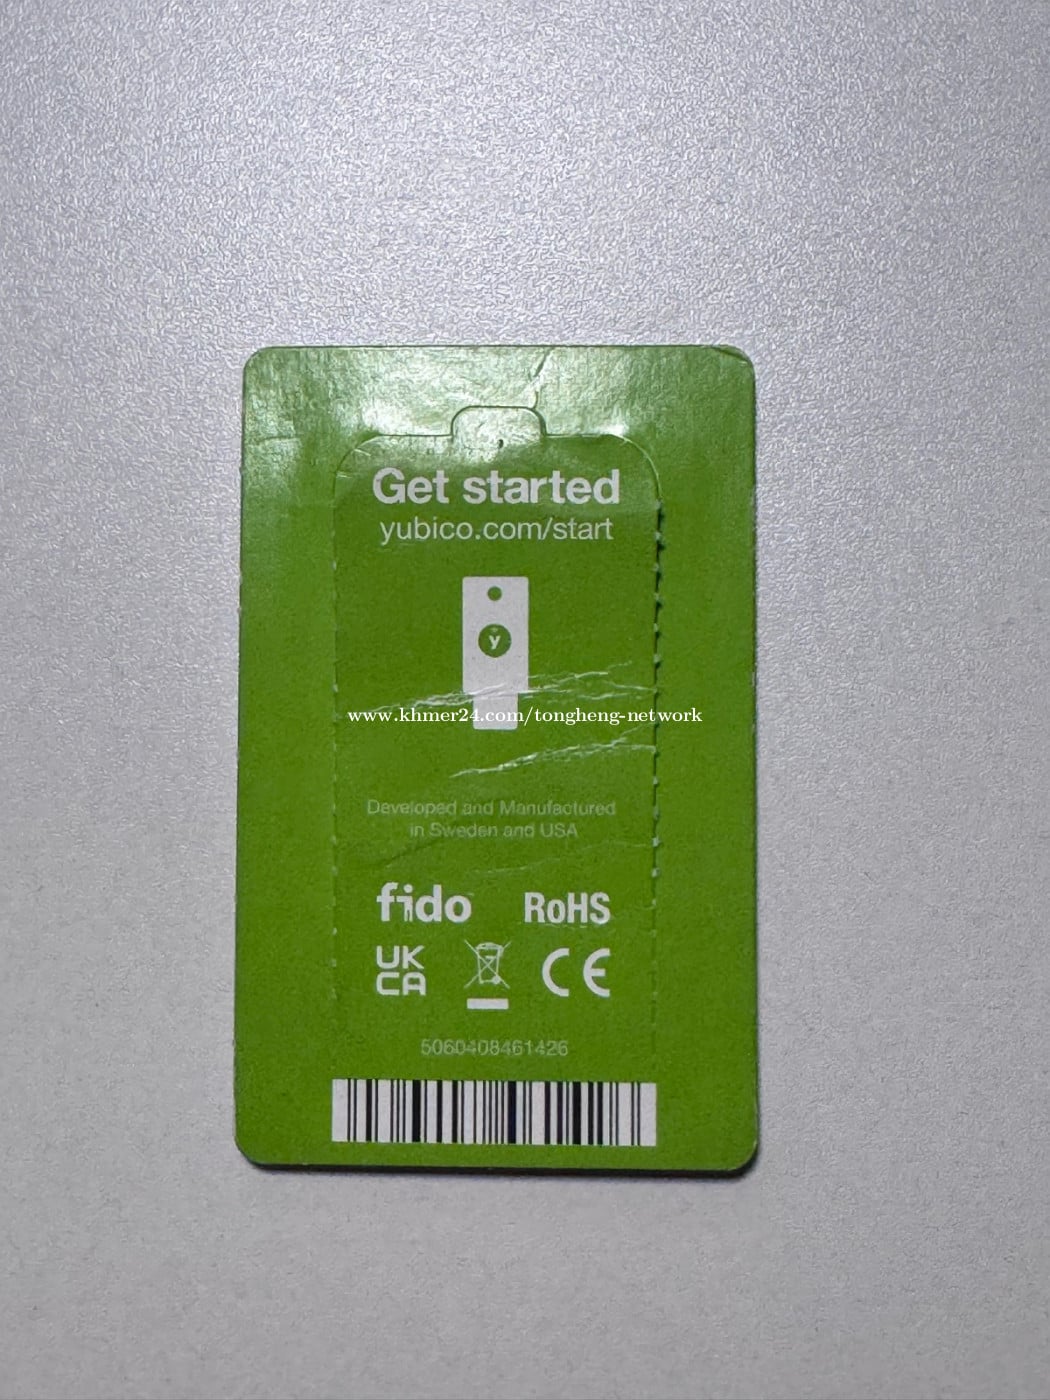 Get started
yubico.com/start
y
www.khmer24.com/tongheng-network
Developed and Manufactured
in Sweden and USA
fido RoHS
UK
CA
CE
5060408461426